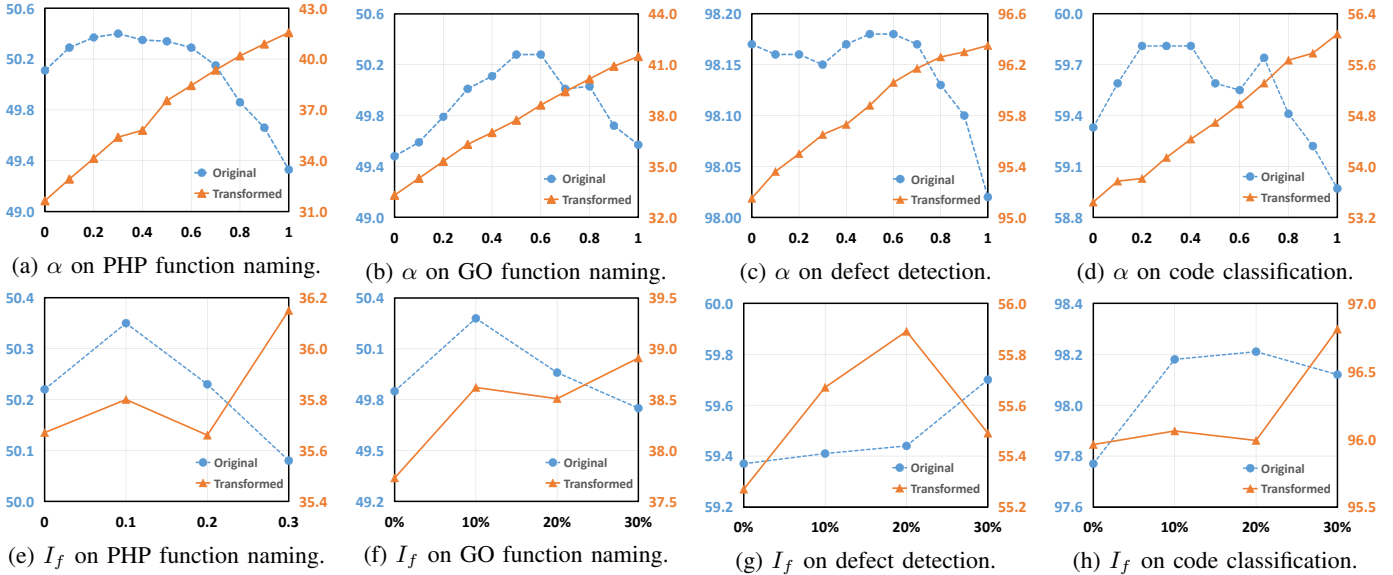 50.6
50.2
49.8
49.4
49.0
43.0
40.0
37.0
34.0
31.0
Original
Transformed
0 0.2 0.4 0.6 0.8 1
(a) α on PHP function naming.
50.6
50.2
49.8
49.4
49.0
44.0
41.0
38.0
35.0
32.0
Original
Transformed
0 0.2 0.4 0.6 0.8 1
(b) α on GO function naming.
98.20
98.15
98.10
98.05
98.00
96.6
96.2
95.8
95.4
95.0
Original
Transformed
0 0.2 0.4 0.6 0.8 1
(c) α on defect detection.
60.0
59.7
59.4
59.1
58.8
56.4
55.6
54.8
54.0
53.2
Original
Transformed
0 0.2 0.4 0.6 0.8 1
(d) α on code classification.
50.4
50.3
50.2
50.1
50.0
36.2
36.0
35.8
35.6
35.4
Original
Transformed
0 0.1 0.2 0.3
(e) I_f on PHP function naming.
50.4
50.1
49.8
49.5
49.2
39.5
39.0
38.5
38.0
37.5
Original
Transformed
0% 10% 20% 30%
(f) I_f on GO function naming.
60.0
59.8
59.6
59.4
59.2
56.0
55.8
55.6
55.4
55.2
Original
Transformed
0% 10% 20% 30%
(g) I_f on defect detection.
98.4
98.2
98.0
97.8
97.6
97.0
96.5
96.0
95.5
Original
Transformed
0% 10% 20% 30%
(h) I_f on code classification.